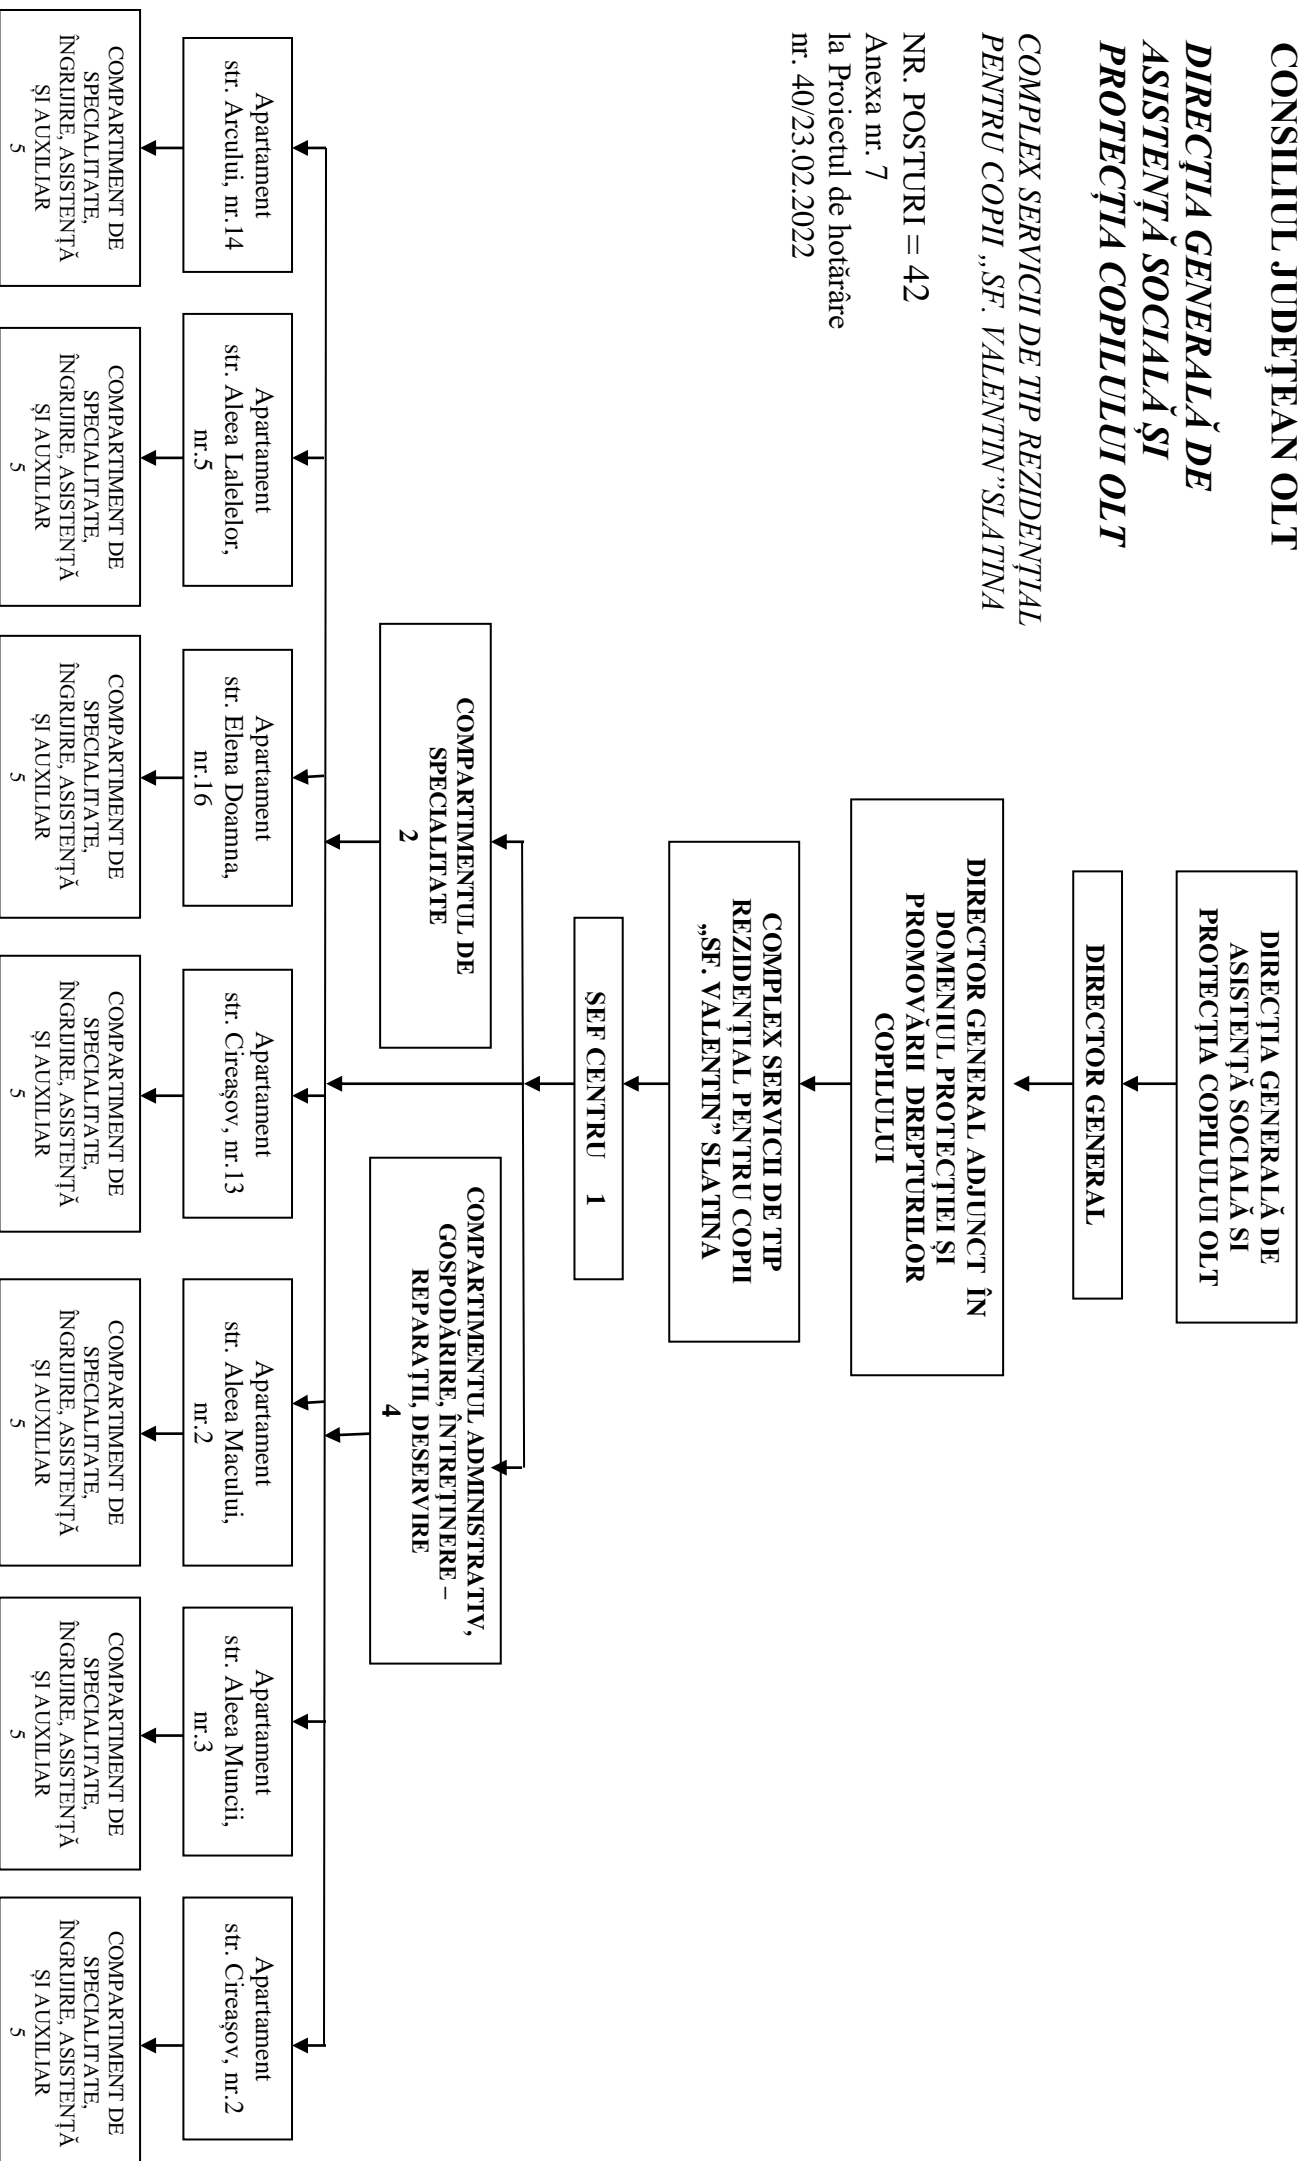 CONSILIUL JUDEȚEAN OLT
DIRECŢIA GENERALĂ DE
ASISTENȚĂ SOCIALĂ ȘI
PROTECȚIA COPILULUI OLT
COMPLEX SERVICII DE TIP REZIDENȚIAL
PENTRU COPII „SF. VALENTIN”SLATINA
NR. POSTURI = 42
Anexa nr. 7
la Proiectul de hotărâre
nr. 40/23.02.2022
DIRECȚIA GENERALĂ DE
ASISTENȚĂ SOCIALĂ SI
PROTECȚIA COPILULUI OLT
DIRECTOR GENERAL
DIRECTOR GENERAL ADJUNCT ÎN
DOMENIUL PROTECȚIEI ȘI
PROMOVĂRII DREPTURILOR
COPILULUI
COMPLEX SERVICII DE TIP
REZIDENȚIAL PENTRU COPII
„SF. VALENTIN” SLATINA
ȘEF CENTRU 1
COMPARTIMENTUL DE
SPECIALITATE
2
COMPARTIMENTUL ADMINISTRATIV,
GOSPODĂRIRE, ÎNTREȚINERE –
REPARAȚII, DESERVIRE
4
Apartament
str. Arcului, nr.14
Apartament
str. Aleea Lalelelor,
nr.5
Apartament
str. Elena Doamna,
nr.16
Apartament
str. Cireașov, nr.13
Apartament
str. Aleea Macului,
nr.2
Apartament
str. Aleea Muncii,
nr.3
Apartament
str. Cireașov, nr.2
COMPARTIMENT DE
SPECIALITATE,
ÎNGRIJIRE, ASISTENȚĂ
ȘI AUXILIAR
5
COMPARTIMENT DE
SPECIALITATE,
ÎNGRIJIRE, ASISTENȚĂ
ȘI AUXILIAR
5
COMPARTIMENT DE
SPECIALITATE,
ÎNGRIJIRE, ASISTENȚĂ
ȘI AUXILIAR
5
COMPARTIMENT DE
SPECIALITATE,
ÎNGRIJIRE, ASISTENȚĂ
ȘI AUXILIAR
5
COMPARTIMENT DE
SPECIALITATE,
ÎNGRIJIRE, ASISTENȚĂ
ȘI AUXILIAR
5
COMPARTIMENT DE
SPECIALITATE,
ÎNGRIJIRE, ASISTENȚĂ
ȘI AUXILIAR
5
COMPARTIMENT DE
SPECIALITATE,
ÎNGRIJIRE, ASISTENȚĂ
ȘI AUXILIAR
5